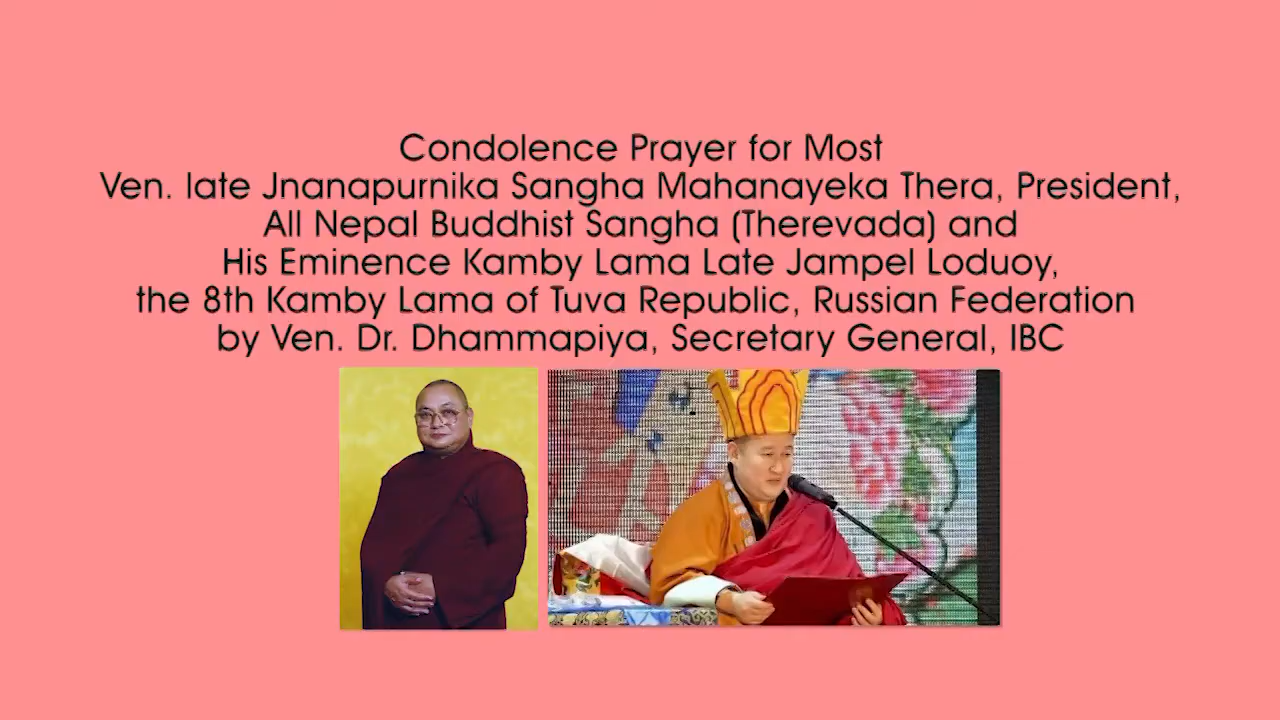 Condolence Prayer for Most
Ven. late Jnanapurnika Sangha Mahanayeka Thera, President,
All Nepal Buddhist Sangha (Therevada) and
His Eminence Kamby Lama Late Jampel Loduoy,
the 8th Kamby Lama of Tuva Republic, Russian Federation
by Ven. Dr. Dhammapiya, Secretary General, IBC